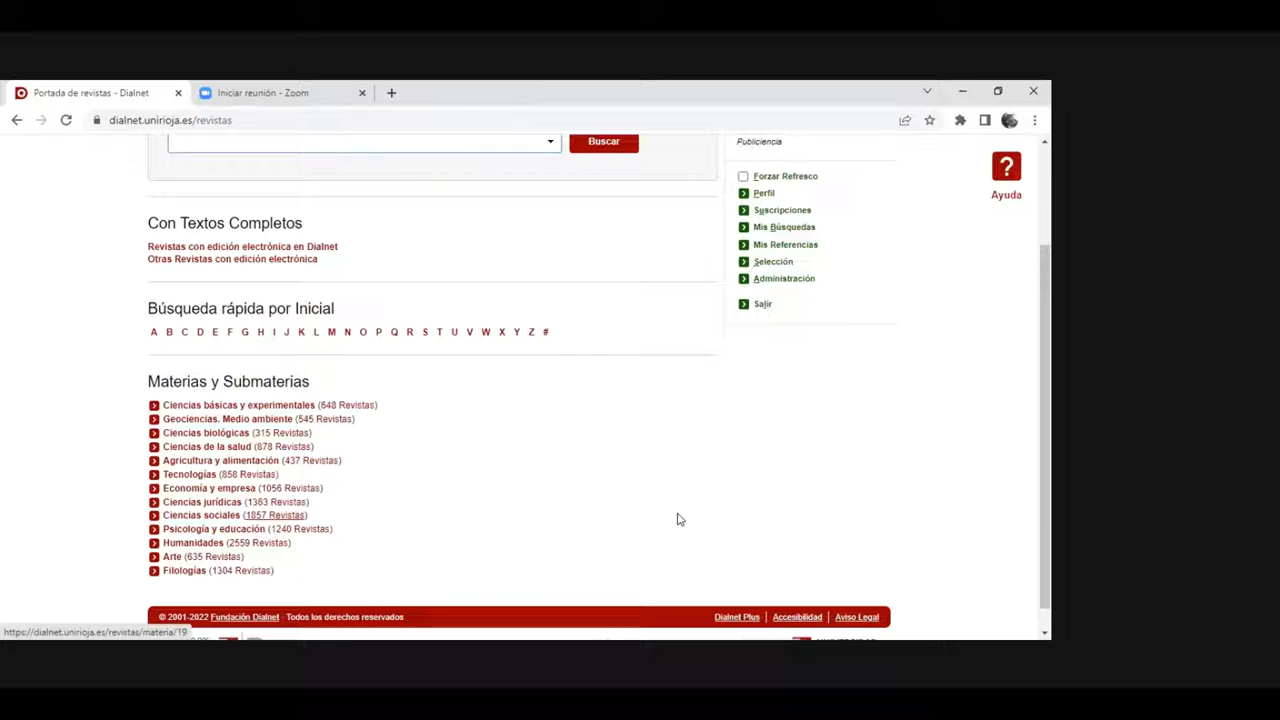 Portada de revistas - Dialnet
Iniciar reunión - Zoom
dialnet.unirioja.es/revistas
Buscar
Publiciencia
Forzar Refresco
Perfil
Suscripciones
Mis Búsquedas
Mis Referencias
Selección
Administración
Salir
?
Ayuda
Con Textos Completos
Revistas con edición electrónica en Dialnet
Otras Revistas con edición electrónica
Búsqueda rápida por Inicial
A B C D E F G H I J K L M N O P Q R S T U V W X Y Z #
Materias y Submaterias
Ciencias básicas y experimentales (648 Revistas)
Geociencias. Medio ambiente (545 Revistas)
Ciencias biológicas (315 Revistas)
Ciencias de la salud (878 Revistas)
Agricultura y alimentación (437 Revistas)
Tecnologías (858 Revistas)
Economía y empresa (1056 Revistas)
Ciencias jurídicas (1363 Revistas)
Ciencias sociales (1857 Revistas)
Psicología y educación (1240 Revistas)
Humanidades (2559 Revistas)
Arte (635 Revistas)
Filologías (1304 Revistas)
© 2001-2022 Fundación Dialnet · Todos los derechos reservados
Dialnet Plus | Accesibilidad | Aviso Legal
https://dialnet.unirioja.es/revistas/materia/19